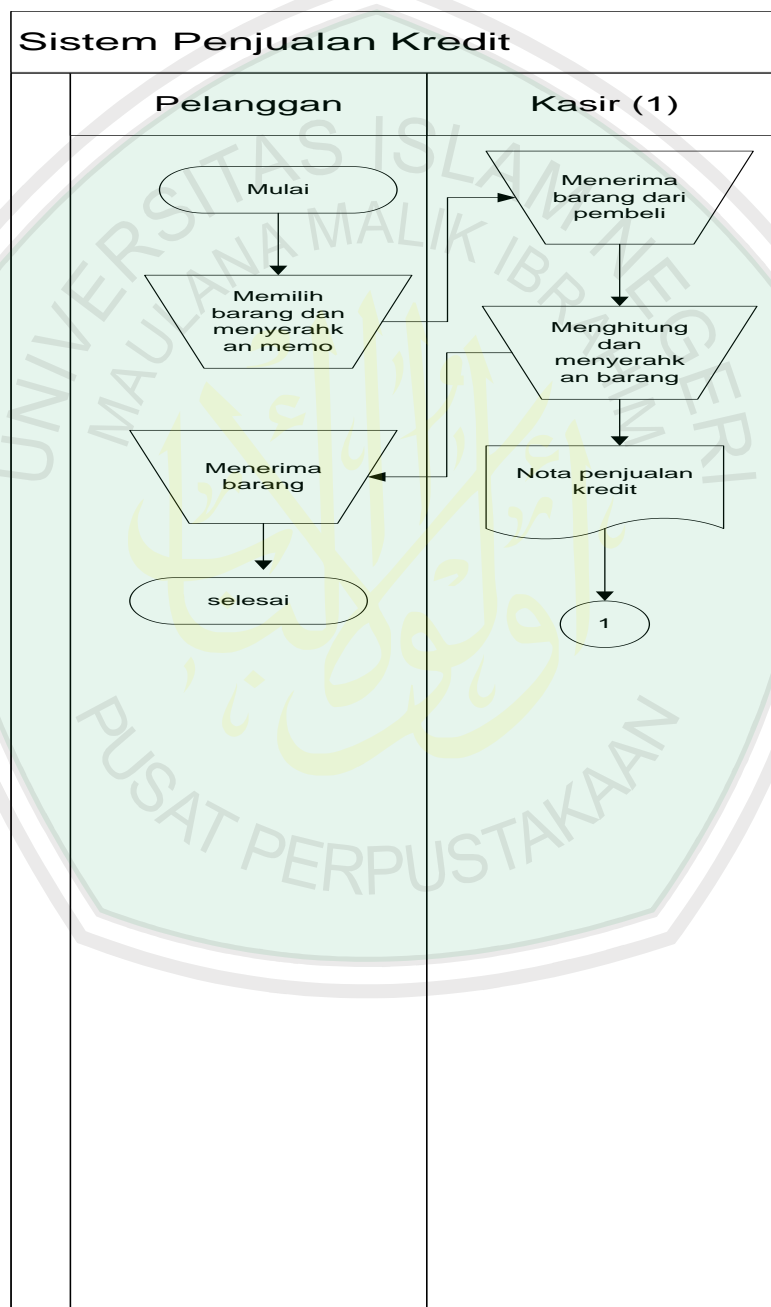 Sistem Penjualan Kredit
Pelanggan
Kasir (1)
Mulai
Memilih
barang dan
menyerahk
an memo
Menerima
barang
selesai
Menerima
barang dari
pembeli
Menghitung
dan
menyerahk
an barang
Nota penjualan
kredit
1
UNIVERSITAS ISLAM NEGERI
MAULANA MALIK IBRAHIM
PUSAT PERPUSTAKAAN